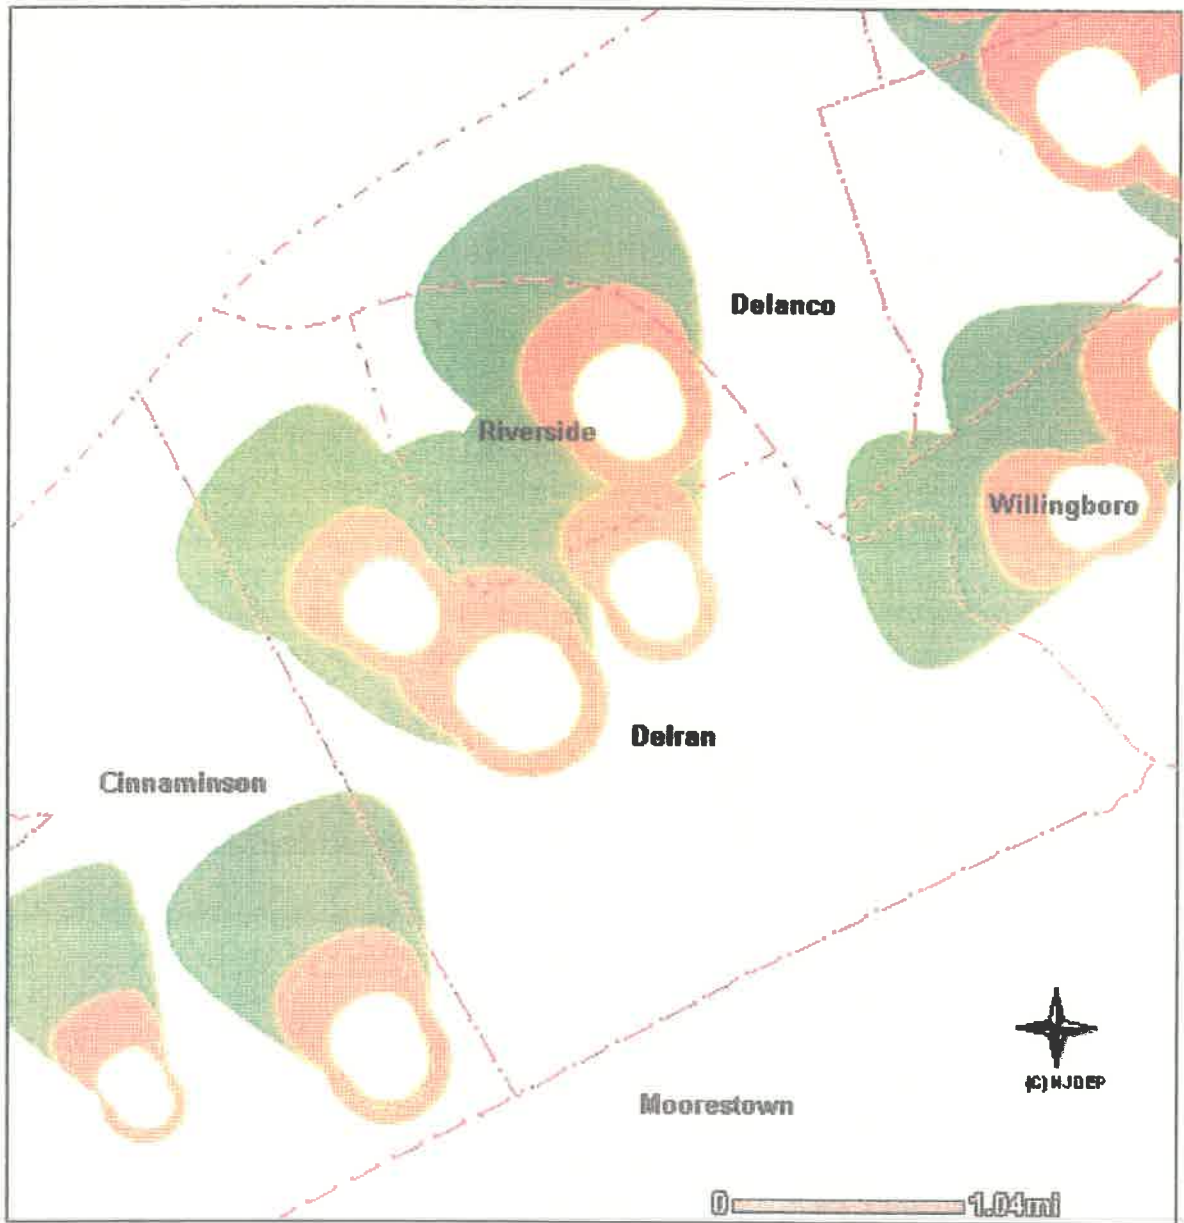 Delanco
Riverside
Willingboro
Delran
Cinnaminson
(C) NJDEP
Moorestown
0 1.04mi